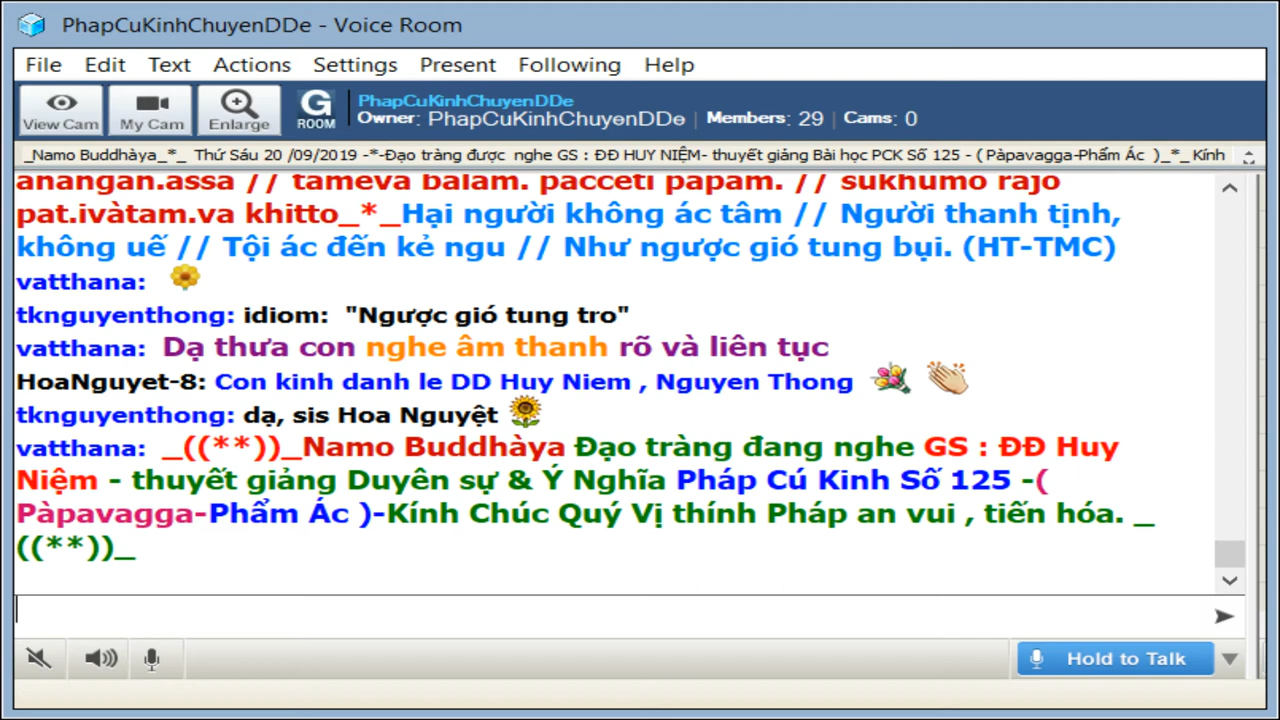 PhapCuKinhChuyenDDe - Voice Room
File Edit Text Actions Settings Present Following Help
View Cam My Cam Enlarge G ROOM PhapCuKinhChuyenDDe
Owner: PhapCuKinhChuyenDDe | Members: 29 | Cams: 0
_Namo Buddhàya_*_ Thứ Sáu 20 /09/2019 -*-Đạo tràng được nghe GS : ĐĐ HUY NIỆM- thuyết giảng Bài học PCK Số 125 - ( Pàpavagga-Phẩm Ác )_*_Kính
anangan.assa // tameva balam. pacceti papam. // sukhumo rajo
pat.ivàtam.va khitto_*_Hại người không ác tâm // Người thanh tịnh,
không uế // Tội ác đến kẻ ngu // Như ngược gió tung bụi. (HT-TMC)
vatthana:
tknguyenthong: idiom: "Ngược gió tung tro"
vatthana: Dạ thưa con nghe âm thanh rõ và liên tục
HoaNguyet-8: Con kinh danh le DD Huy Niem , Nguyen Thong
tknguyenthong: dạ, sis Hoa Nguyệt
vatthana: _((**))_Namo Buddhàya Đạo tràng đang nghe GS : ĐĐ Huy
Niệm - thuyết giảng Duyên sự & Ý Nghĩa Pháp Cú Kinh Số 125 -(
Pàpavagga-Phẩm Ác )-Kính Chúc Quý Vị thính Pháp an vui , tiến hóa. _
((**))_
Hold to Talk